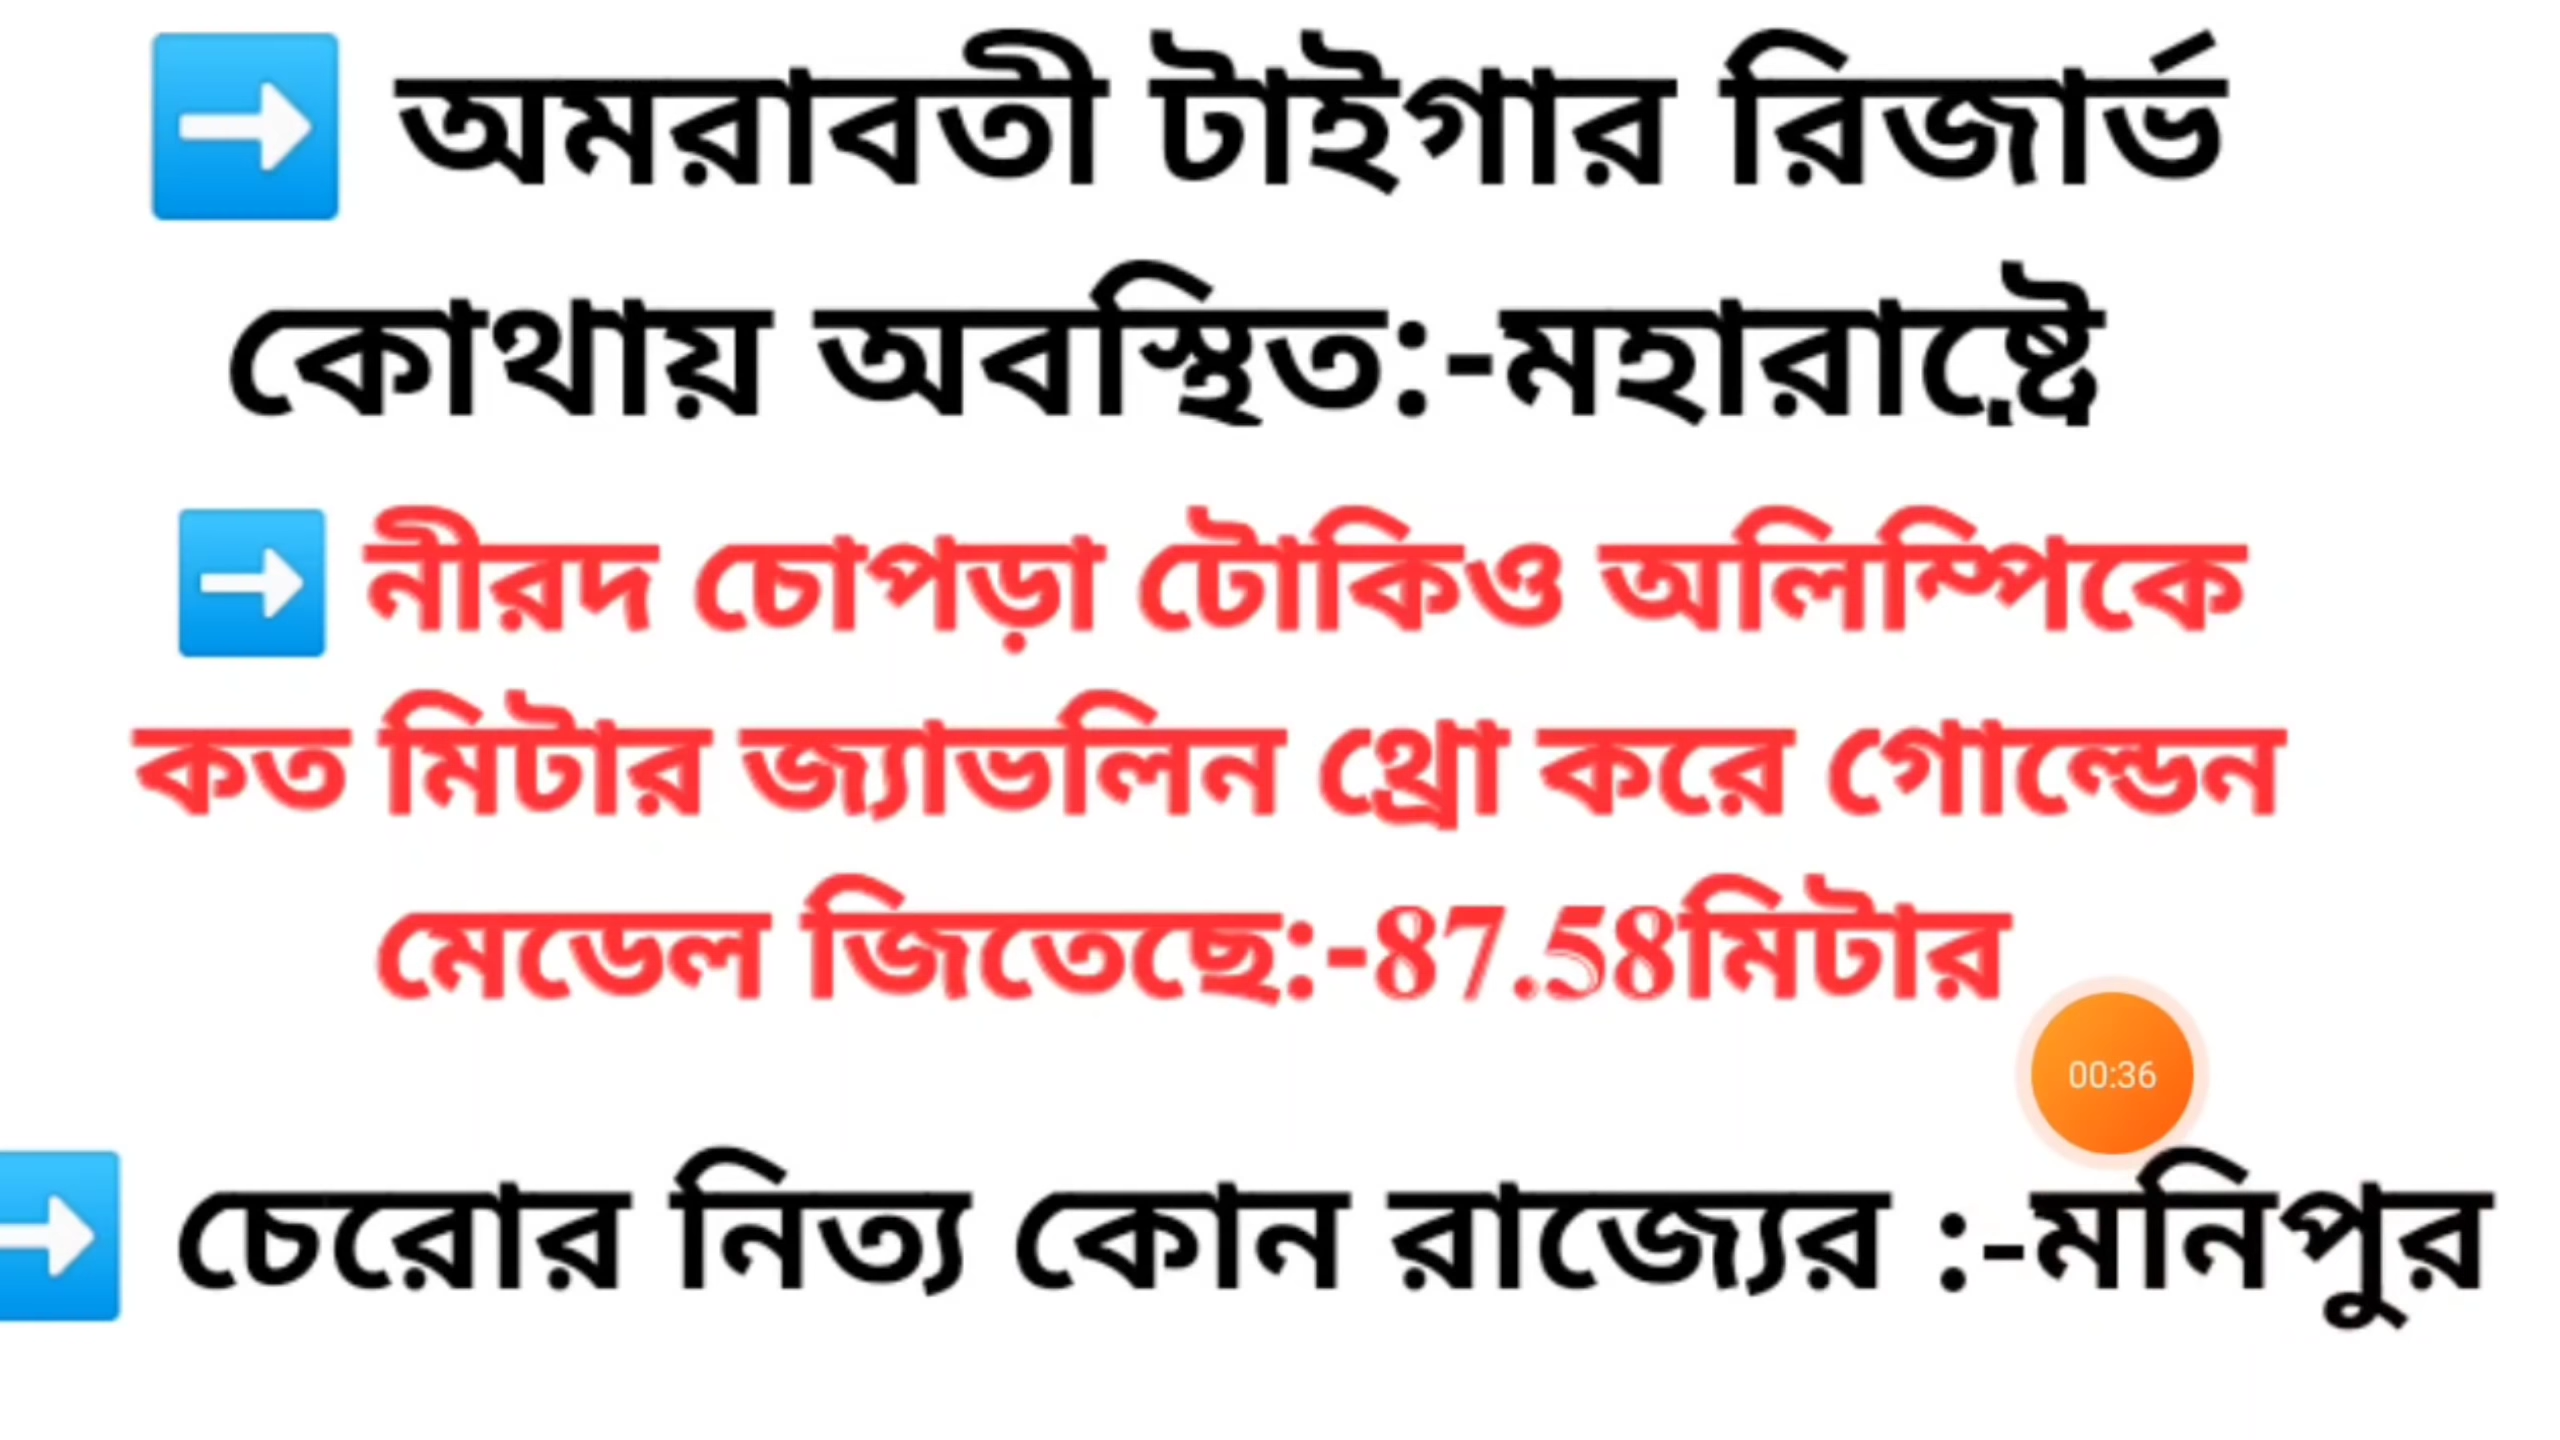 ➡️ অমরাবতী টাইগার রিজার্ভ
কোথায় অবস্থিত:-মহারাষ্ট্রে
➡️ নীরদ চোপড়া টোকিও অলিম্পিকে
কত মিটার জ্যাভলিন থ্রো করে গোল্ডেন
মেডেল জিতেছে:-87.58মিটার
00:36
➡️ চেরোর নিত্য কোন রাজ্যের :-মনিপুর